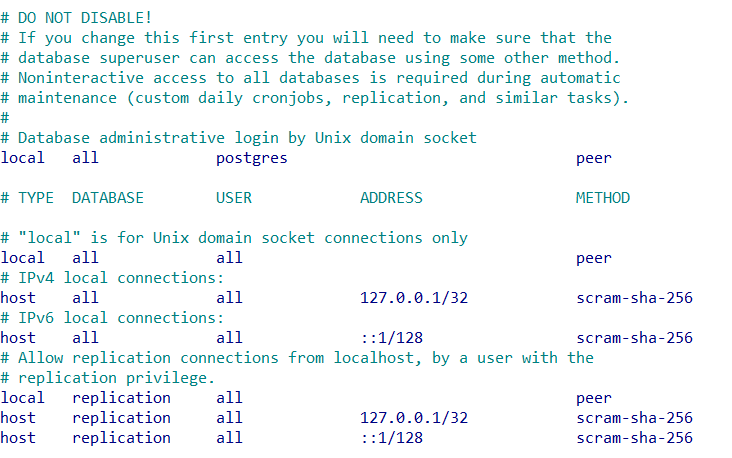 # DO NOT DISABLE!
# If you change this first entry you will need to make sure that the
# database superuser can access the database using some other method.
# Noninteractive access to all databases is required during automatic
# maintenance (custom daily cronjobs, replication, and similar tasks).
#
# Database administrative login by Unix domain socket
local   all             postgres                                peer

# TYPE  DATABASE        USER            ADDRESS                 METHOD

# "local" is for Unix domain socket connections only
local   all             all                                     peer
# IPv4 local connections:
host    all             all             127.0.0.1/32            scram-sha-256
# IPv6 local connections:
host    all             all             ::1/128                 scram-sha-256
# Allow replication connections from localhost, by a user with the
# replication privilege.
local   replication     all                                     peer
host    replication     all             127.0.0.1/32            scram-sha-256
host    replication     all             ::1/128                 scram-sha-256